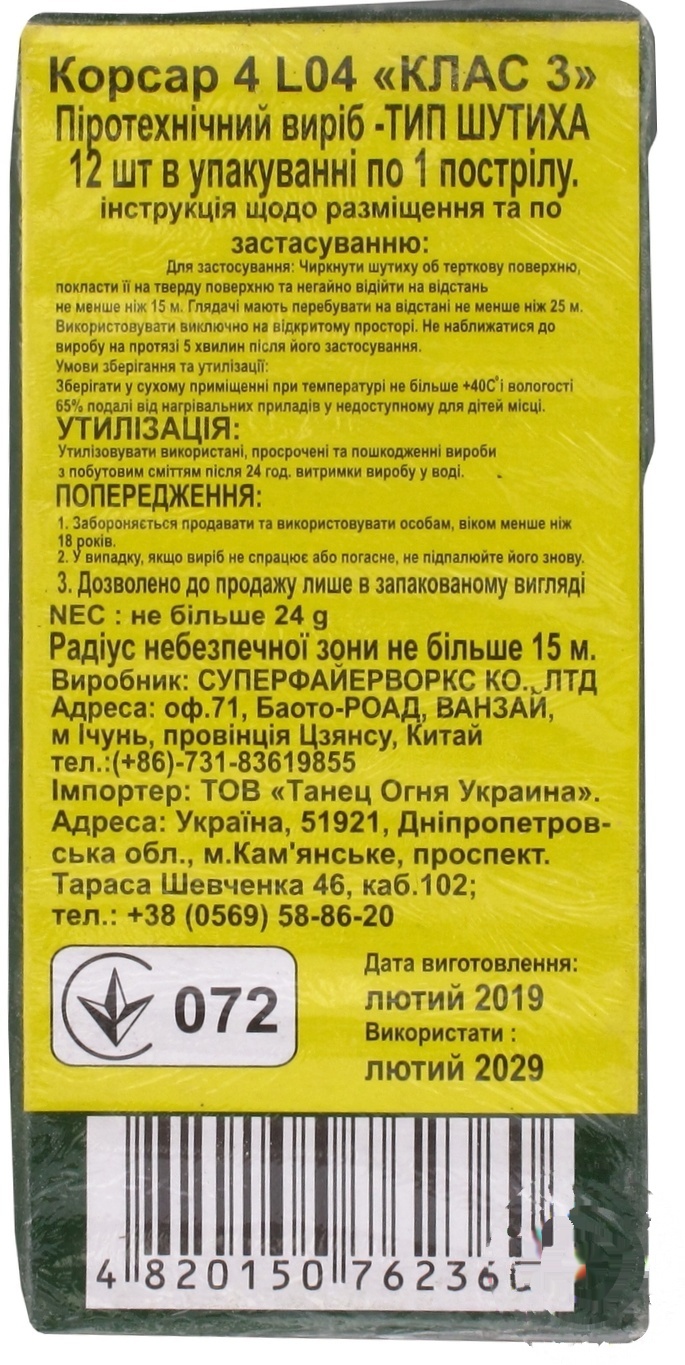 Корсар 4 L04 «КЛАС 3»
Піротехнічний виріб -ТИП ШУТИХА
12 шт в упакуванні по 1 пострілу.
інструкція щодо разміщення та по
застасуванню:
Для застосування: Чиркнути шутиху об терткову поверхню,
покласти її на тверду поверхню та негайно відійти на відстань
не менше ніж 15 м. Глядачі мають перебувати на відстані не менше ніж 25 м.
Використовувати виключно на відкритому просторі. Не наближатися до
виробу на протязі 5 хвилин після його застосування.
Умови зберігання та утилізації:
Зберігати у сухому приміщенні при температурі не більше +40С° і вологості
65% подалі від нагрівальних приладів у недоступному для дітей місці.
УТИЛІЗАЦІЯ:
Утилізовувати використані, просрочені та пошкодженні вироби
з побутовим сміттям після 24 год. витримки виробу у воді.
ПОПЕРЕДЖЕННЯ:
1. Забороняється продавати та використовувати особам, віком менше ніж
18 років.
2. У випадку, якщо виріб не спрацює або погасне, не підпалюйте його знову.
3. Дозволено до продажу лише в запакованому вигляді
NEC : не більше 24 g
Радіус небезпечної зони не більше 15 м.
Виробник: СУПЕРФАЙЕРВОРКС КО., ЛТД
Адреса: оф.71, Баото-РОАД, ВАНЗАЙ,
м Ічунь, провінція Цзянсу, Китай
тел.:(+86)-731-83619855
Імпортер: ТОВ «Танец Огня Украина».
Адреса: Україна, 51921, Дніпропетров-
ська обл., м.Кам'янське, проспект.
Тараса Шевченка 46, каб.102;
тел.: +38 (0569) 58-86-20
072
Дата виготовлення:
лютий 2019
Використати :
лютий 2029
4 820150 76236